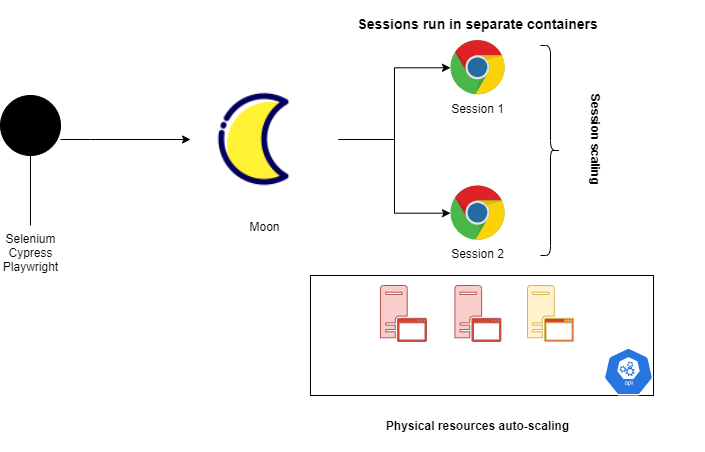 Sessions run in separate containers
Session 1
Session scaling
Moon
Selenium
Cypress
Playwright
Session 2
api
Physical resources auto-scaling